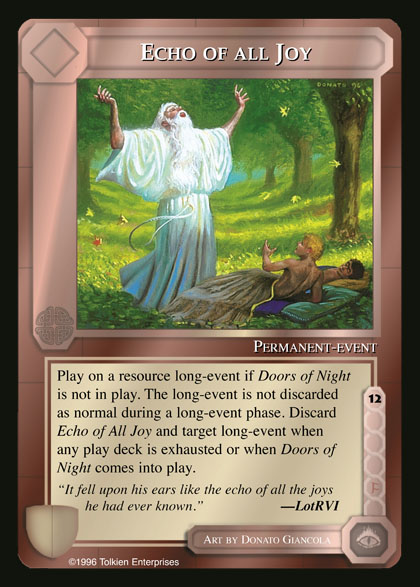 ECHO OF ALL JOY
DONATO 96
PERMANENT-EVENT
Play on a resource long-event if Doors of Night
is not in play. The long-event is not discarded
as normal during a long-event phase. Discard
Echo of All Joy and target long-event when
any play deck is exhausted or when Doors of
Night comes into play.
12
“It fell upon his ears like the echo of all the joys
he had ever known.” —LotRVI
F
ART BY DONATO GIANCOLA
©1996 Tolkien Enterprises